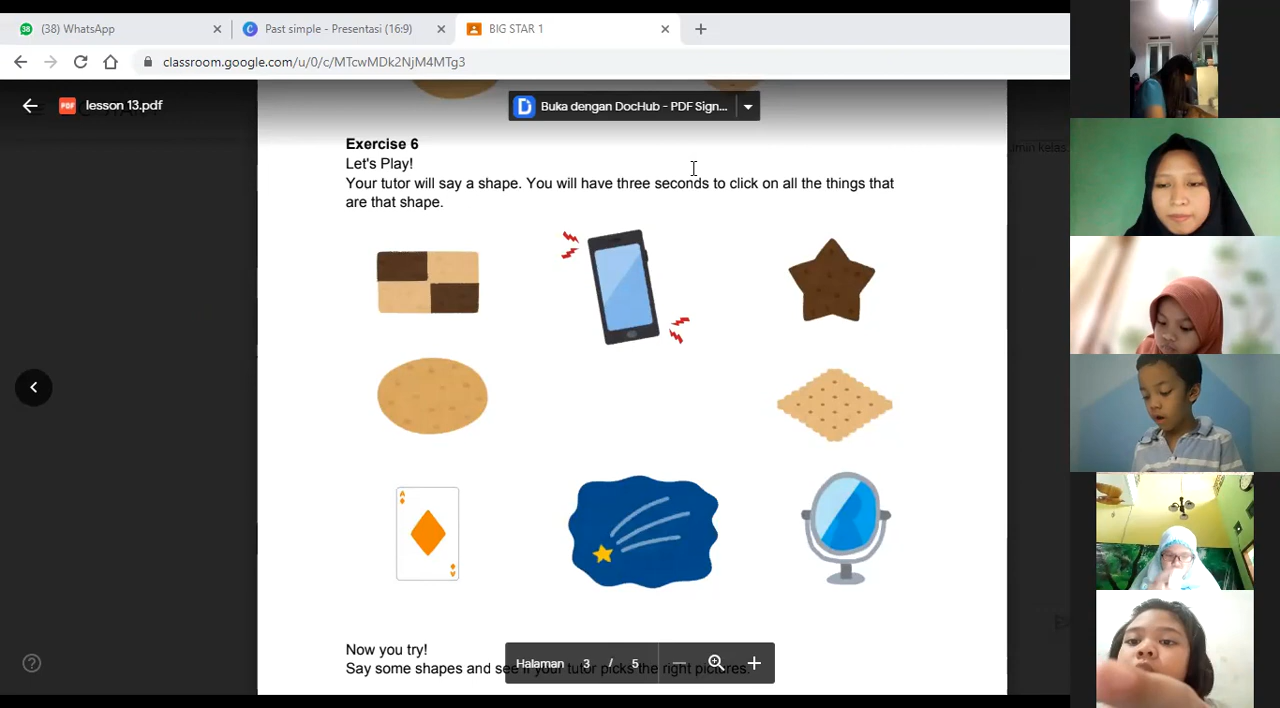 38
(38) WhatsApp
C
Past simple - Presentasi (16:9)
BIG STAR 1
classroom.google.com/u/0/c/MTcwMDk2NjM4MTg3
PDF
lesson 13.pdf
Buka dengan DocHub - PDF Sign...
Exercise 6
Let's Play!
Your tutor will say a shape. You will have three seconds to click on all the things that
are that shape.
A
A
Now you try!
Say some shapes and see if your tutor picks the right pictures.
Halaman 3 / 5